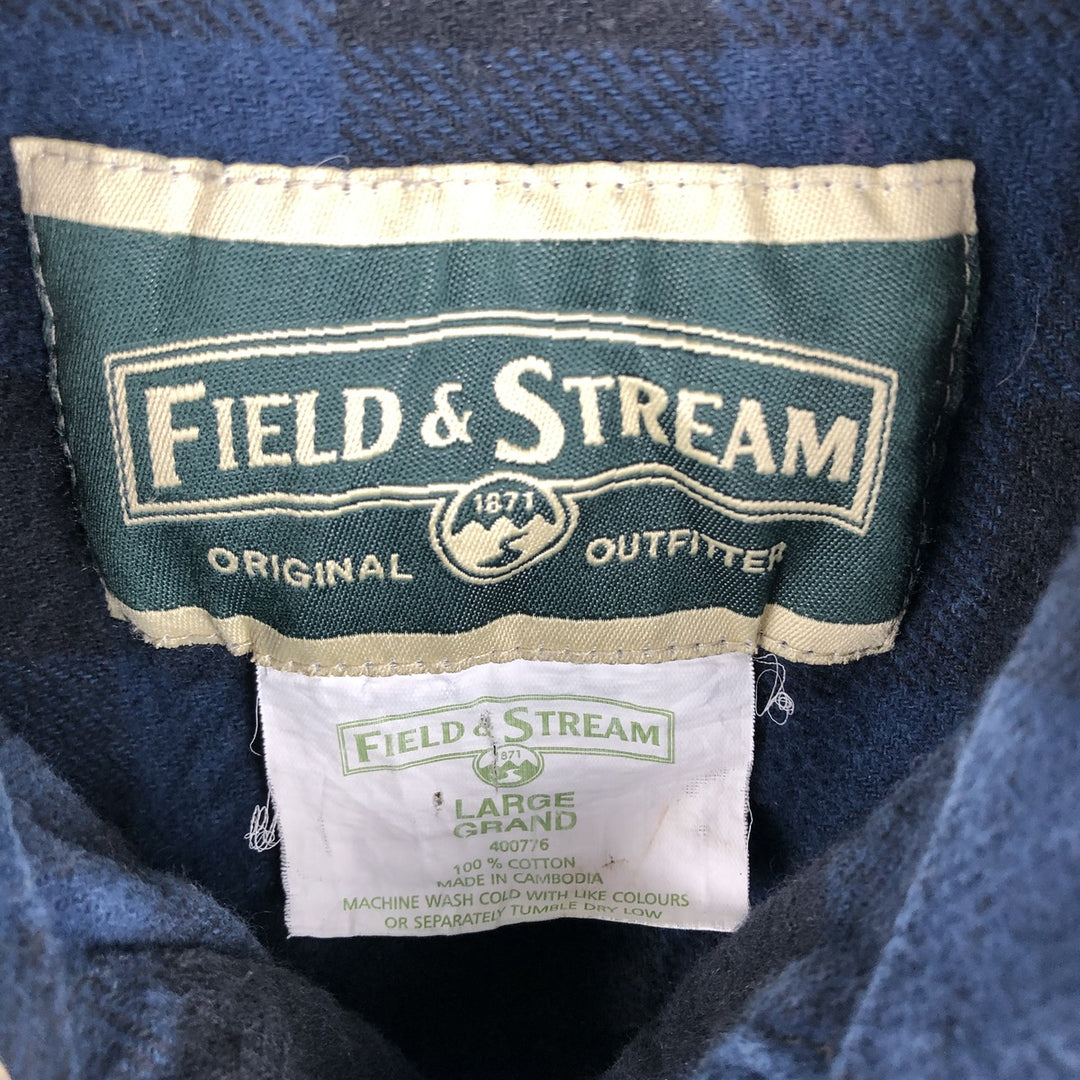 FIELD & STREAM
1871
ORIGINAL OUTFITTER
FIELD & STREAM
1871
LARGE
GRAND
400776
100 % COTTON
MADE IN CAMBODIA
MACHINE WASH COLD WITH LIKE COLOURS
OR SEPARATELY TUMBLE DRY LOW